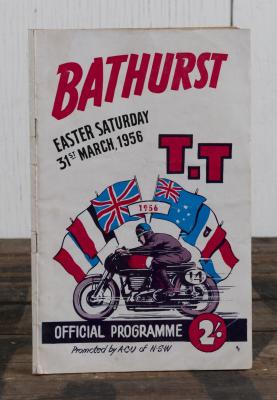 BATHURST
EASTER SATURDAY
31ST MARCH, 1956
T.T
1956
14
OFFICIAL PROGRAMME
2/-
Promoted by A.C.U of N.S.W